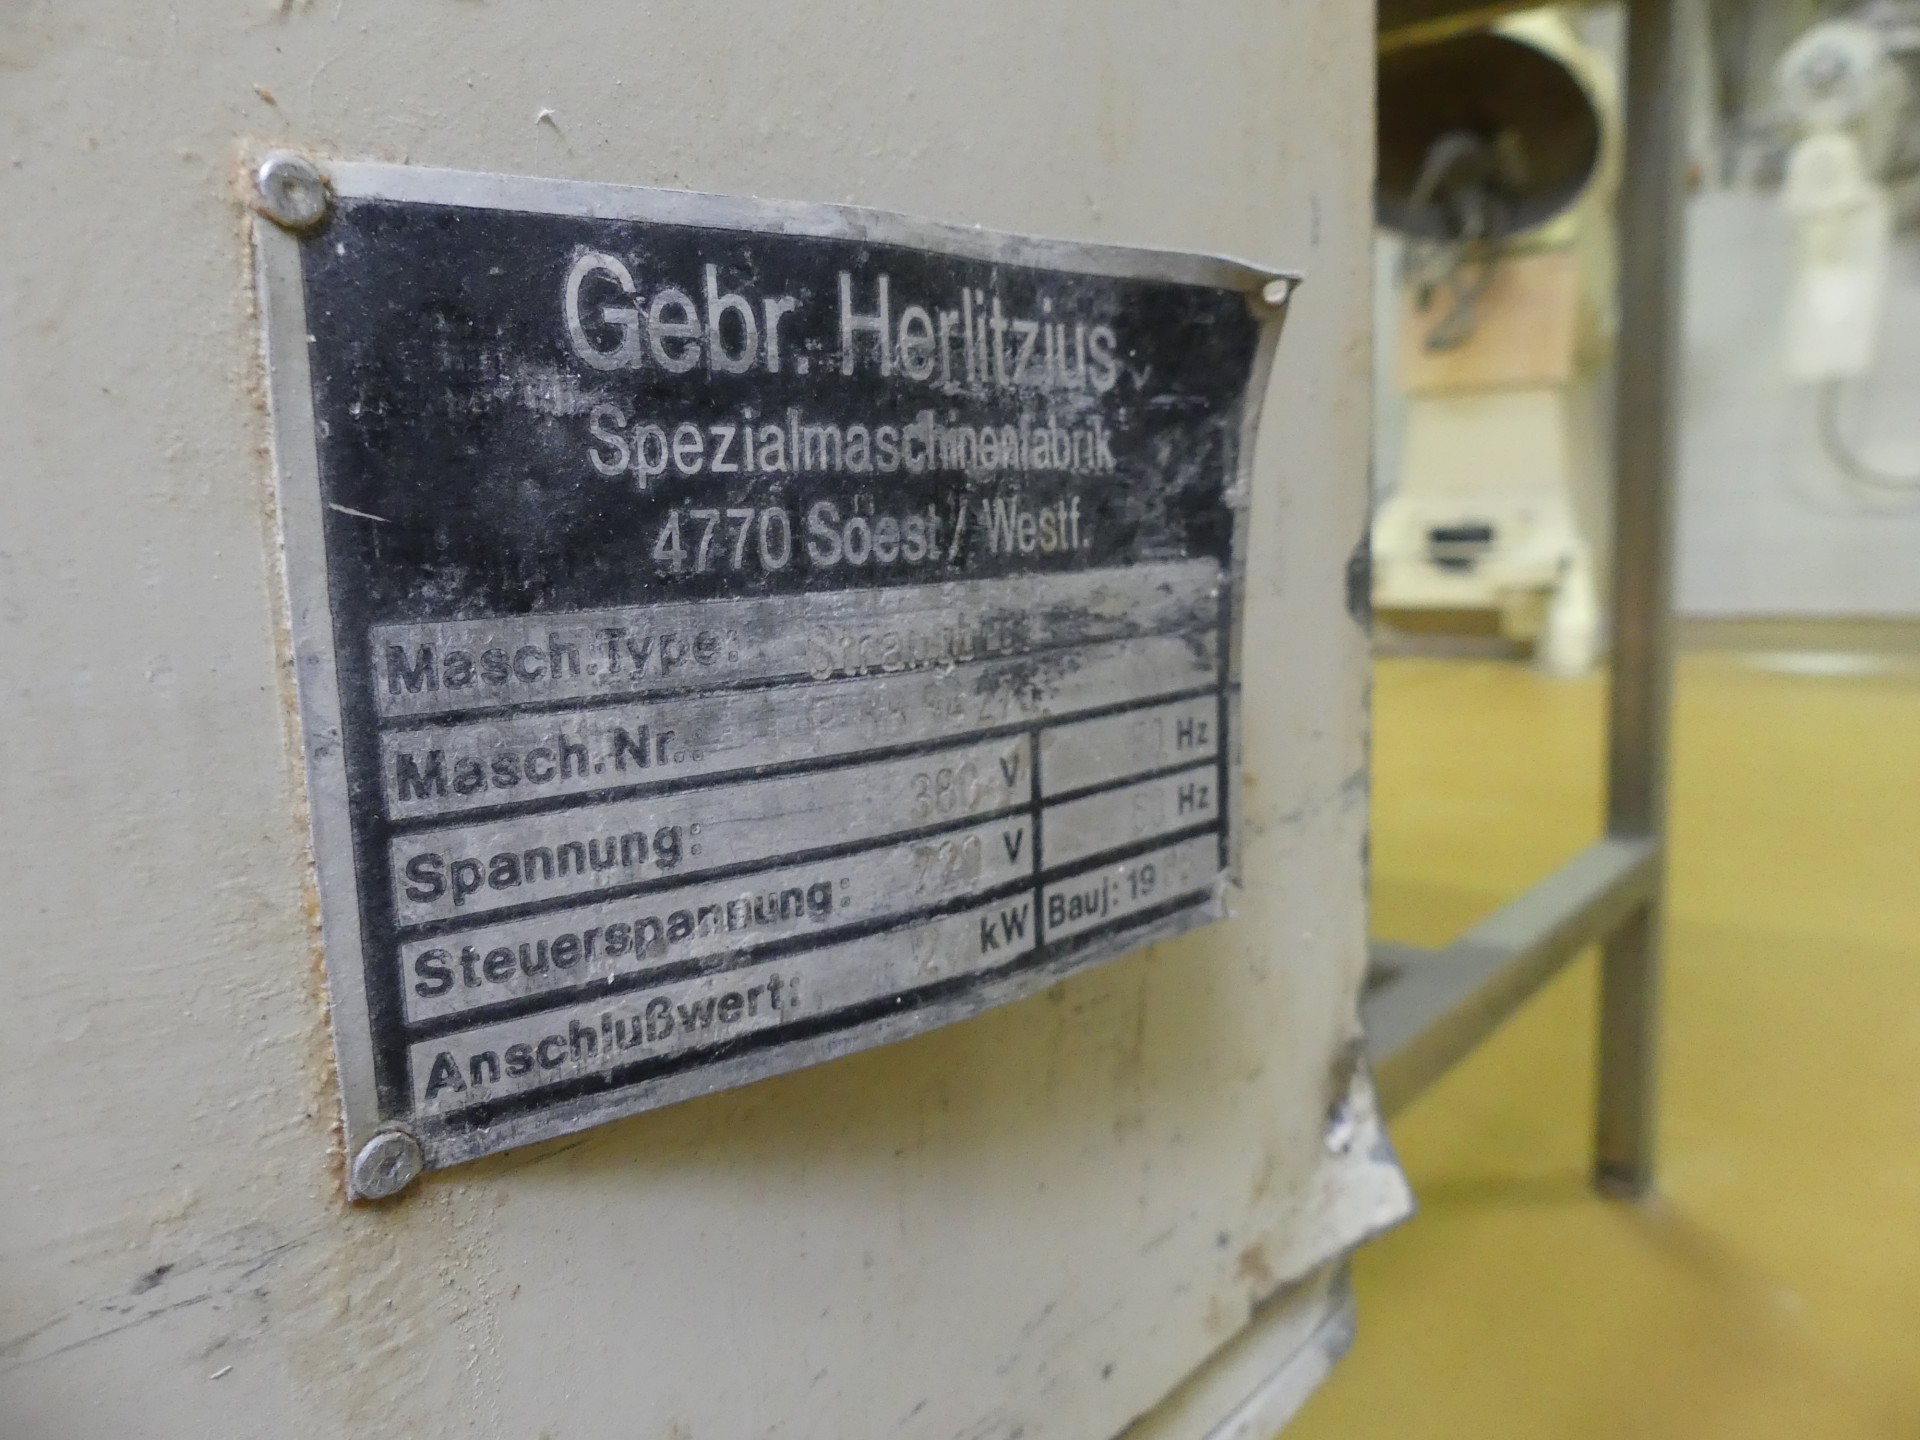 Gebr. Herlitzius
Spezialmaschinenfabrik
4770 Soest / Westf.
Masch.Type:
Masch.Nr.:
Spannung: 380 V Hz
Steuerspannung: 220 V Hz
Anschlußwert: kW Bauj: 19